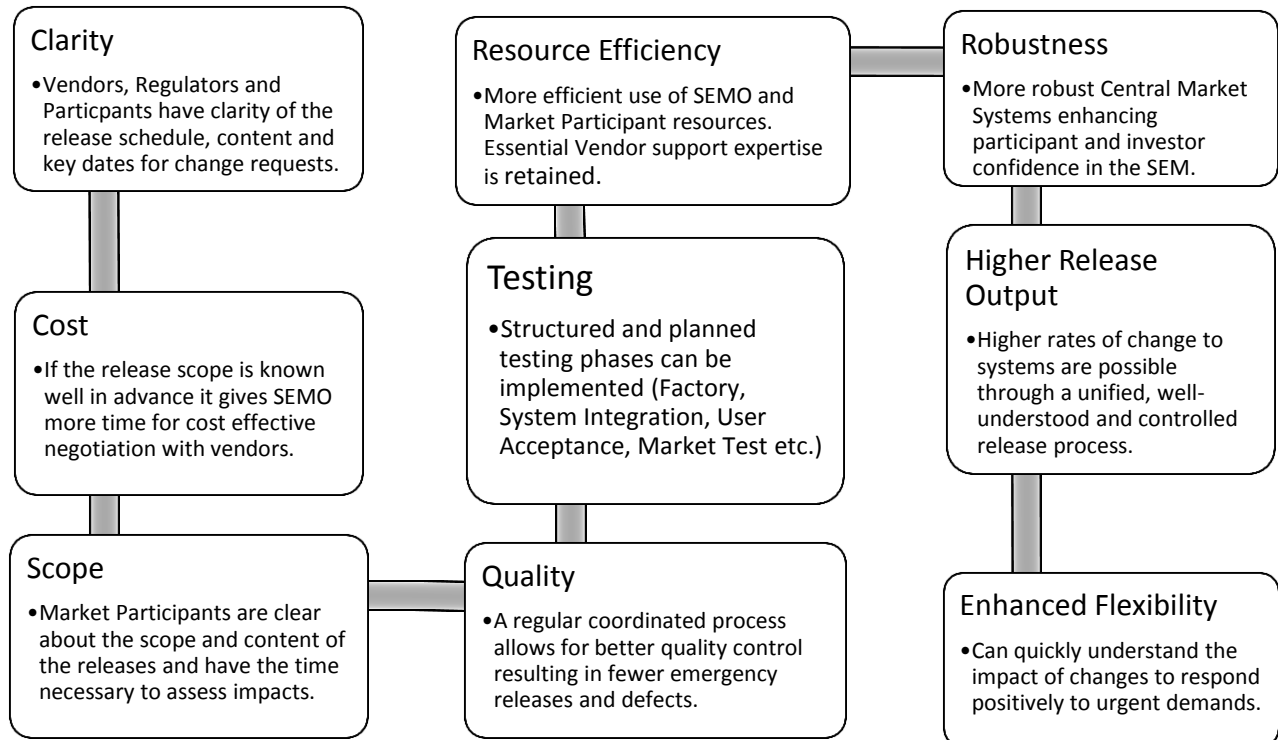 Clarity
•Vendors, Regulators and
Particpants have clarity of the
release schedule, content and
key dates for change requests.
Cost
•If the release scope is known
well in advance it gives SEMO
more time for cost effective
negotiation with vendors.
Scope
•Market Participants are clear
about the scope and content of
the releases and have the time
necessary to assess impacts.
Quality
•A regular coordinated process
allows for better quality control
resulting in fewer emergency
releases and defects.
Testing
•Structured and planned
testing phases can be
implemented (Factory,
System Integration, User
Acceptance, Market Test etc.)
Resource Efficiency
•More efficient use of SEMO and
Market Participant resources.
Essential Vendor support expertise
is retained.
Robustness
•More robust Central Market
Systems enhancing
participant and investor
confidence in the SEM.
Higher Release
Output
•Higher rates of change to
systems are possible
through a unified, well-
understood and controlled
release process.
Enhanced Flexibility
•Can quickly understand the
impact of changes to respond
positively to urgent demands.